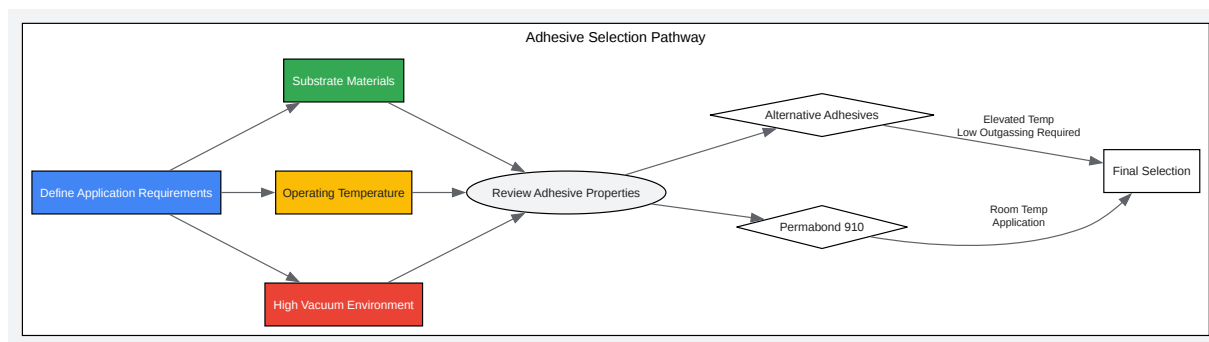 Adhesive Selection Pathway
Substrate Materials
Define Application Requirements
Operating Temperature
High Vacuum Environment
Review Adhesive Properties
Alternative Adhesives
Permabond 910
Elevated Temp
Low Outgassing Required
Room Temp
Application
Final Selection